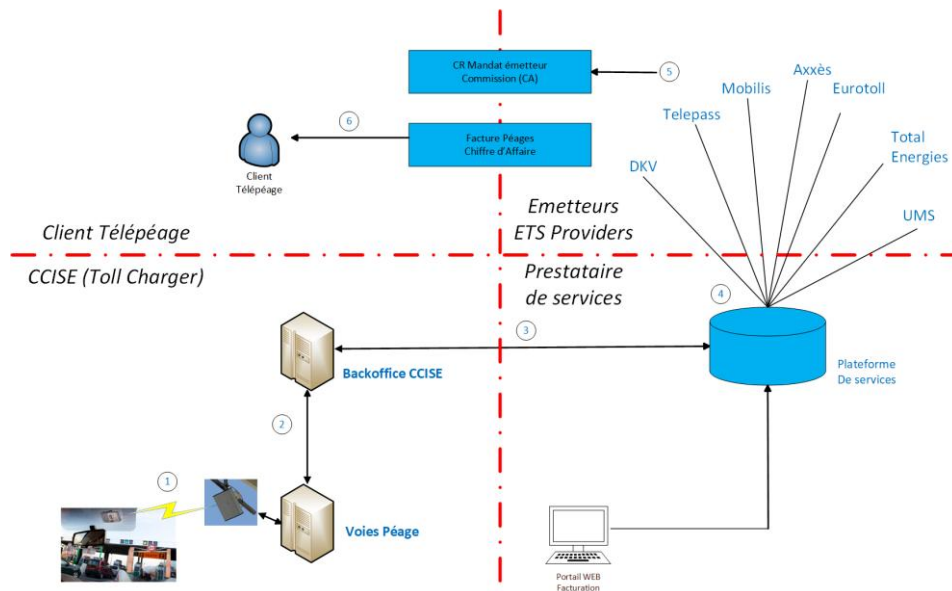 CR Mandat émetteur
Commission (CA)
5
Axxès
Mobilis
Eurotoll
Telepass
6
Facture Péages
Chiffre d'Affaire
Total
Energies
DKV
Client
Télépéage
UMS
Client Télépéage
Emetteurs
ETS Providers
CCISE (Toll Charger)
Prestataire
de services
4
3
Backoffice CCISE
Plateforme
De services
2
1
Voies Péage
Portail WEB
Facturation